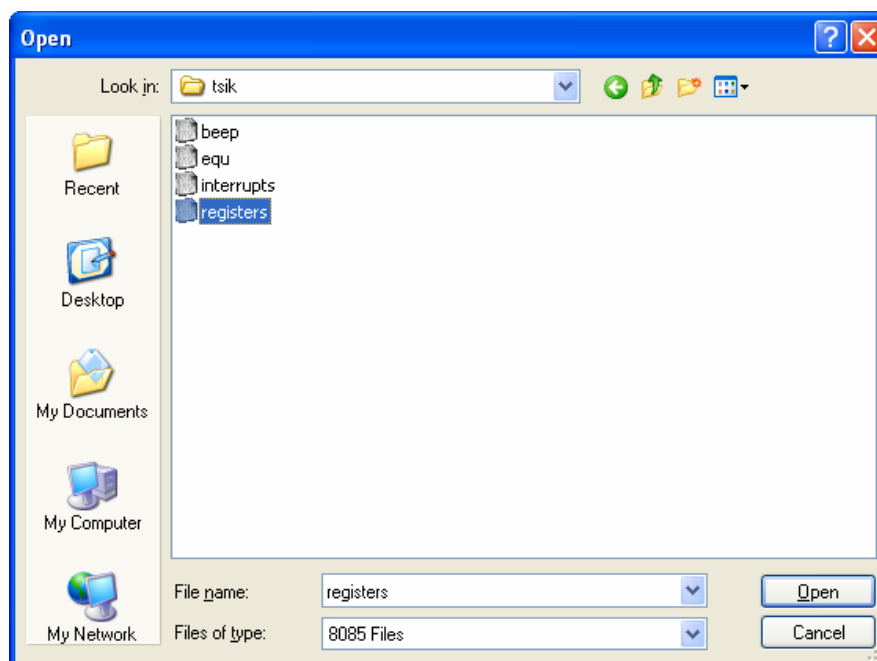 Open
Look in: tsik
beep
equ
interrupts
registers
Recent
Desktop
My Documents
My Computer
My Network
File name: registers Open
Files of type: 8085 Files Cancel